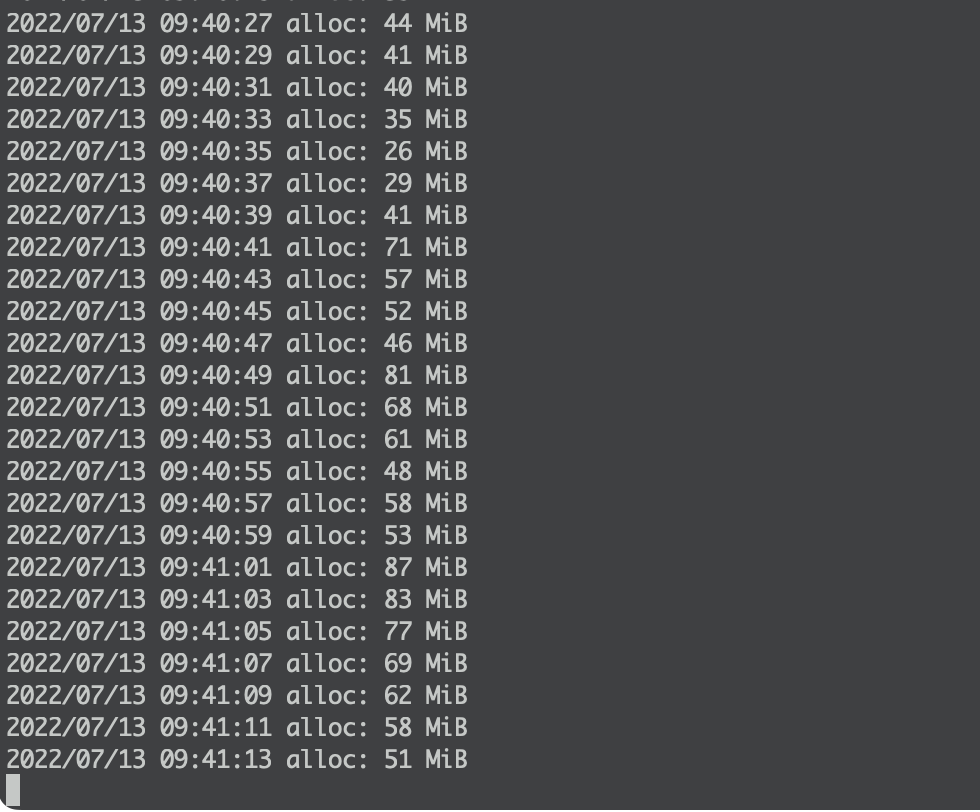 2022/07/13 09:40:27 alloc: 44 MiB
2022/07/13 09:40:29 alloc: 41 MiB
2022/07/13 09:40:31 alloc: 40 MiB
2022/07/13 09:40:33 alloc: 35 MiB
2022/07/13 09:40:35 alloc: 26 MiB
2022/07/13 09:40:37 alloc: 29 MiB
2022/07/13 09:40:39 alloc: 41 MiB
2022/07/13 09:40:41 alloc: 71 MiB
2022/07/13 09:40:43 alloc: 57 MiB
2022/07/13 09:40:45 alloc: 52 MiB
2022/07/13 09:40:47 alloc: 46 MiB
2022/07/13 09:40:49 alloc: 81 MiB
2022/07/13 09:40:51 alloc: 68 MiB
2022/07/13 09:40:53 alloc: 61 MiB
2022/07/13 09:40:55 alloc: 48 MiB
2022/07/13 09:40:57 alloc: 58 MiB
2022/07/13 09:40:59 alloc: 53 MiB
2022/07/13 09:41:01 alloc: 87 MiB
2022/07/13 09:41:03 alloc: 83 MiB
2022/07/13 09:41:05 alloc: 77 MiB
2022/07/13 09:41:07 alloc: 69 MiB
2022/07/13 09:41:09 alloc: 62 MiB
2022/07/13 09:41:11 alloc: 58 MiB
2022/07/13 09:41:13 alloc: 51 MiB